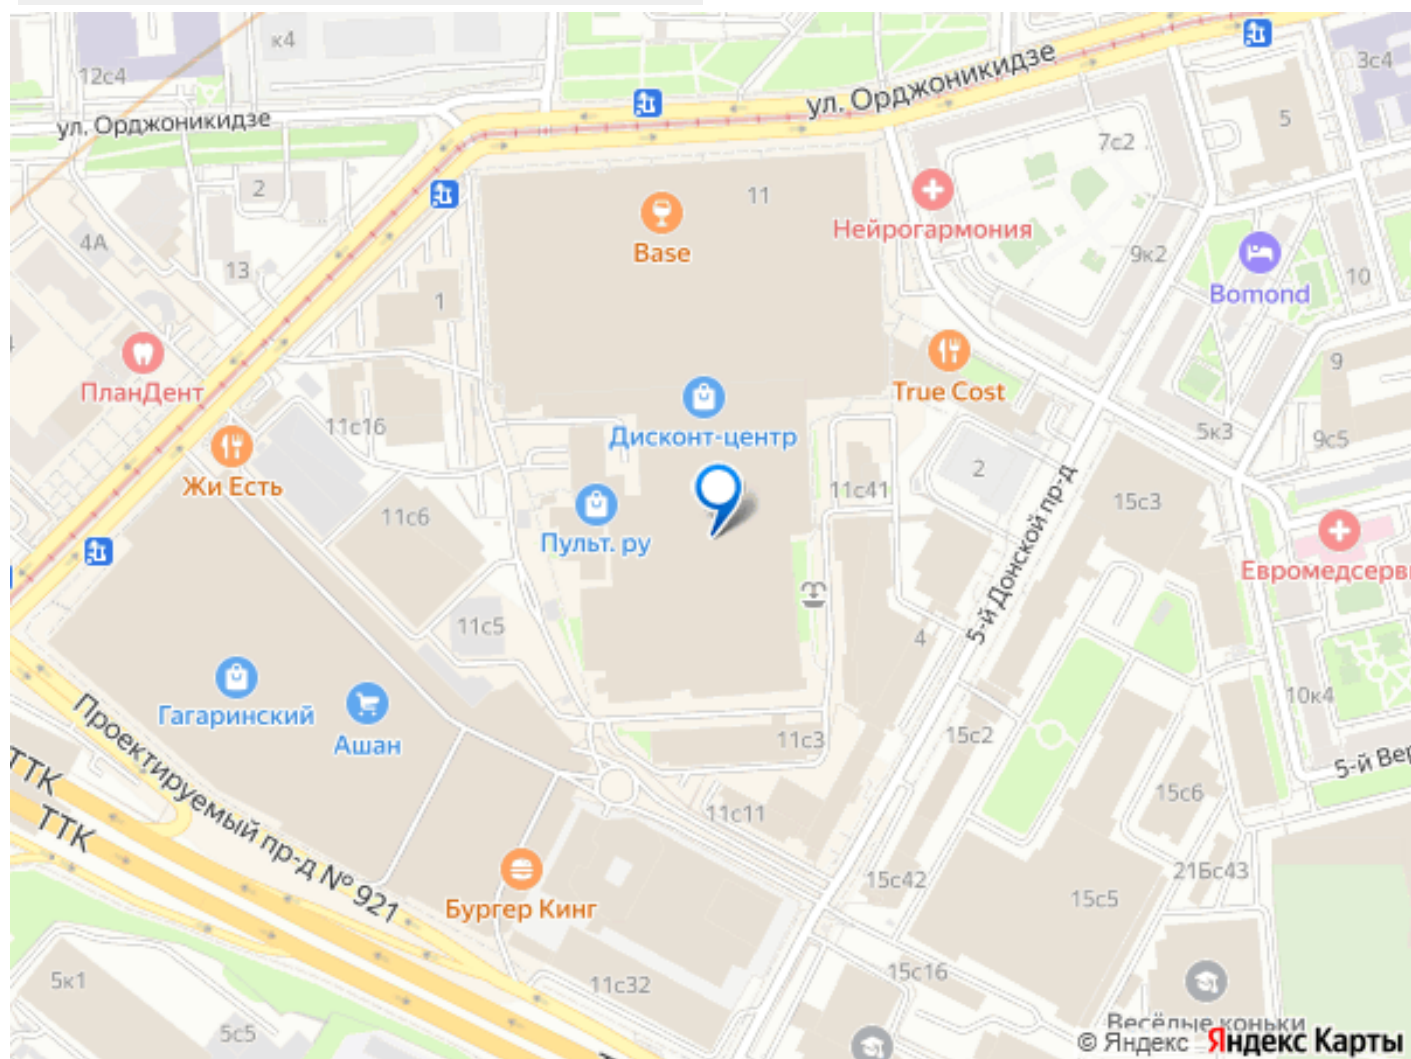 к4
12с4
3с4
ул. Орджоникидзе
ул. Орджоникидзе
5
7с2
2
11
4А
Base
Нейрогармония
13
9к2
10
1
Bomond
ПланДент
True Cost
9
Дисконт-центр
11с16
5к3
9с5
Жи Есть
2
11с41
15с3
11с6
Пульт. ру
5-й Донской пр-д
Евромедсерв
11с5
4
Гагаринский
Ашан
10к4
Проектируемый пр-д № 921
11с3
15с2
5-й Вер
ТТК
ТТК
15с6
11с11
21Бс43
15с42
15с5
Бургер Кинг
11с32
15с16
5к1
5с5
Весёлые коньки
© Яндекс Яндекс Карты